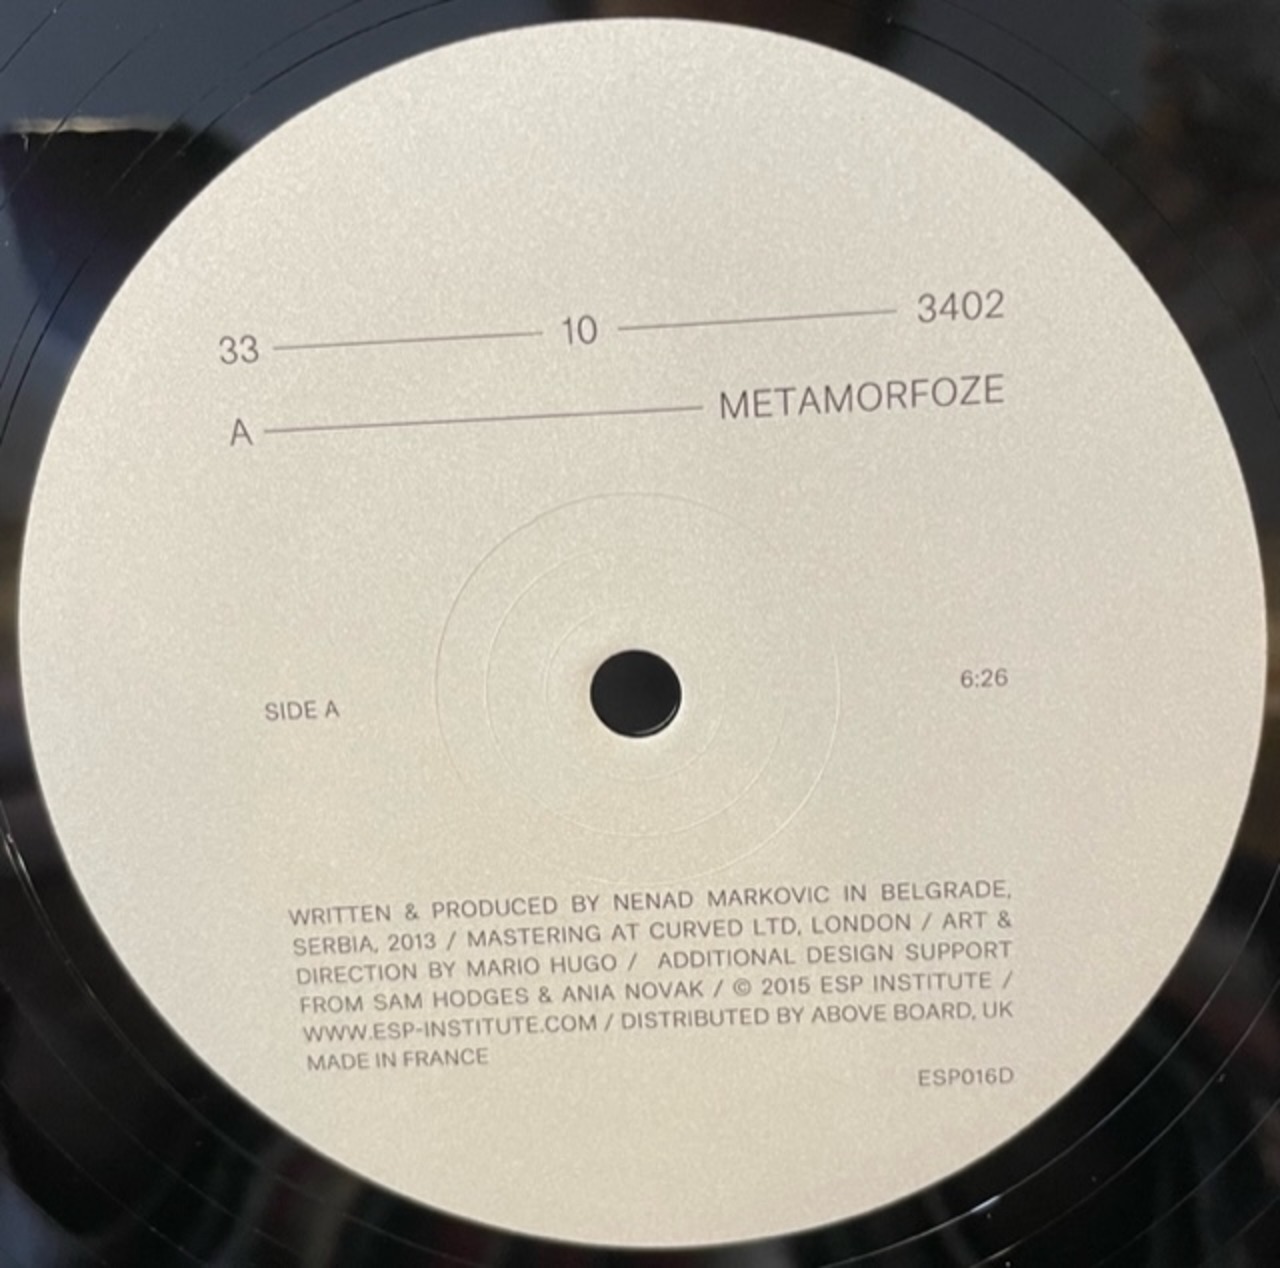 33 10 3402
A METAMORFOZE
SIDE A 6:26
WRITTEN & PRODUCED BY NENAD MARKOVIC IN BELGRADE,
SERBIA, 2013 / MASTERING AT CURVED LTD, LONDON / ART &
DIRECTION BY MARIO HUGO / ADDITIONAL DESIGN SUPPORT
FROM SAM HODGES & ANIA NOVAK / © 2015 ESP INSTITUTE /
WWW.ESP-INSTITUTE.COM / DISTRIBUTED BY ABOVE BOARD, UK
MADE IN FRANCE
ESP016D